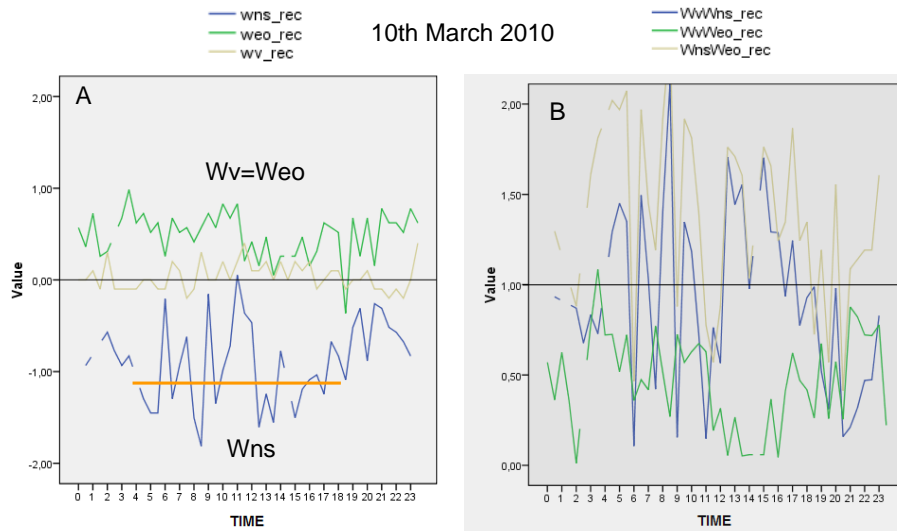 wns_rec
weo_rec
wv_rec
10th March 2010
WvWns_rec
WvWeo_rec
WnsWeo_rec
A
2,00
1,00
0,00
-1,00
-2,00
Value
Wv=Weo
Wns
0 1 2 3 4 5 6 7 8 9 10 11 12 13 14 15 16 17 18 19 20 21 22 23
TIME
B
2,00
1,50
1,00
0,50
0,00
Value
0 1 2 3 4 5 6 7 8 9 10 11 12 13 14 15 16 17 18 19 20 21 22 23
TIME